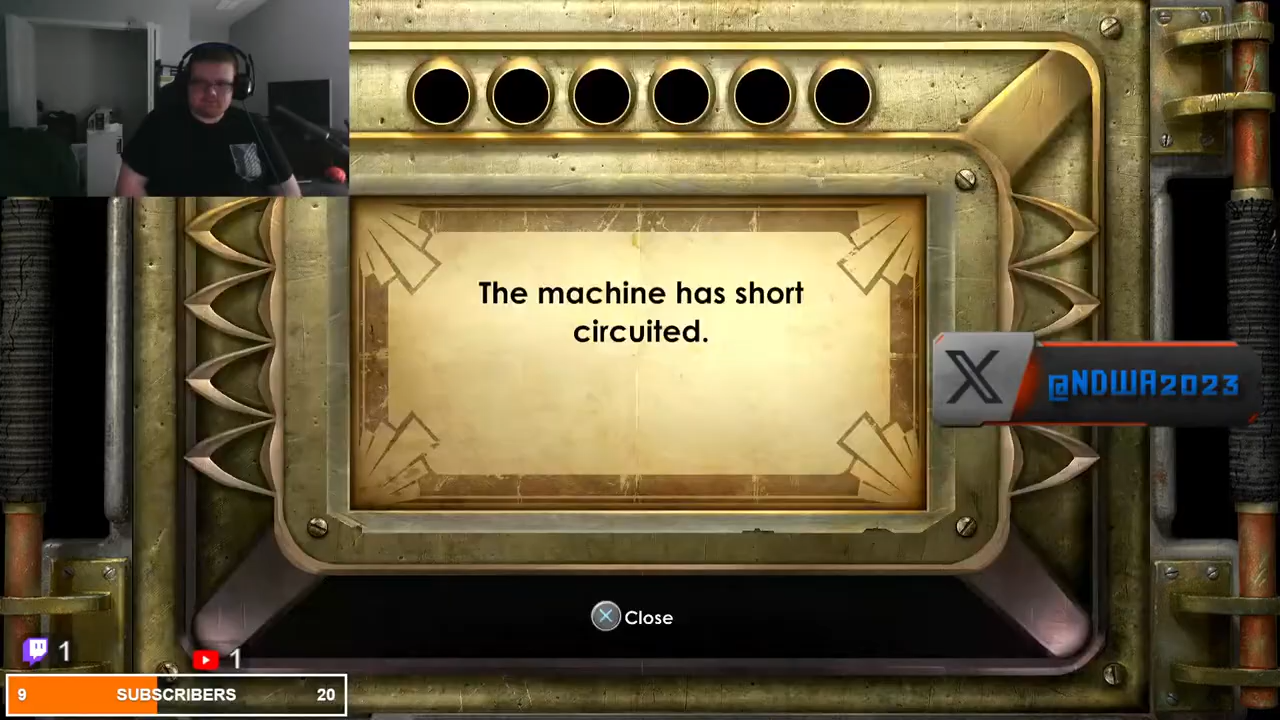 The machine has short
circuited.
@NDWA2023
Close
1
1
9 SUBSCRIBERS 20